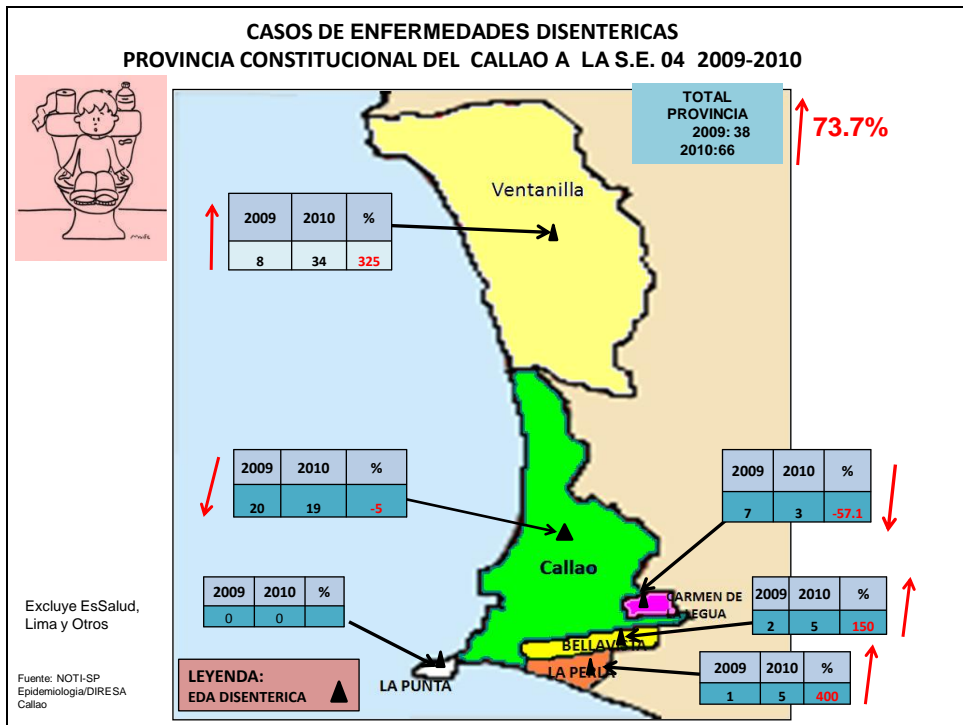 CASOS DE ENFERMEDADES DISENTERICAS
PROVINCIA CONSTITUCIONAL DEL CALLAO A LA S.E. 04 2009-2010
TOTAL
PROVINCIA
2009: 38
2010:66
73.7%
Ventanilla
2009 2010 %
8 34 325
2009 2010 %
20 19 -5
2009 2010 %
7 3 -57.1
Callao
2009 2010
0 0
CARMEN DE
LA LEGUA
2009 2010 %
2 5 150
BELLAVISTA
LA PERLA
2009 2010 %
1 5 400
LA PUNTA
Excluye EsSalud,
Lima y Otros
LEYENDA:
EDA DISENTERICA
Fuente: NOTI-SP
Epidemiologia/DIRESA
Callao